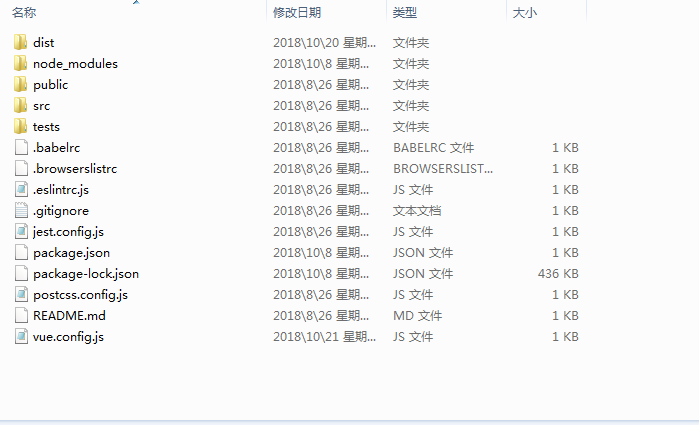 名称 修改日期 类型 大小
dist 2018\10\20 星期... 文件夹
node_modules 2018\10\8 星期... 文件夹
public 2018\8\26 星期... 文件夹
src 2018\8\26 星期... 文件夹
tests 2018\8\26 星期... 文件夹
.babelrc 2018\8\26 星期... BABELRC 文件 1 KB
.browserslistrc 2018\8\26 星期... BROWSERSLIST... 1 KB
.eslintrc.js 2018\8\26 星期... JS 文件 1 KB
.gitignore 2018\8\26 星期... 文本文档 1 KB
jest.config.js 2018\8\26 星期... JS 文件 1 KB
package.json 2018\10\8 星期... JSON 文件 1 KB
package-lock.json 2018\10\8 星期... JSON 文件 436 KB
postcss.config.js 2018\8\26 星期... JS 文件 1 KB
README.md 2018\8\26 星期... MD 文件 1 KB
vue.config.js 2018\10\21 星期... JS 文件 1 KB